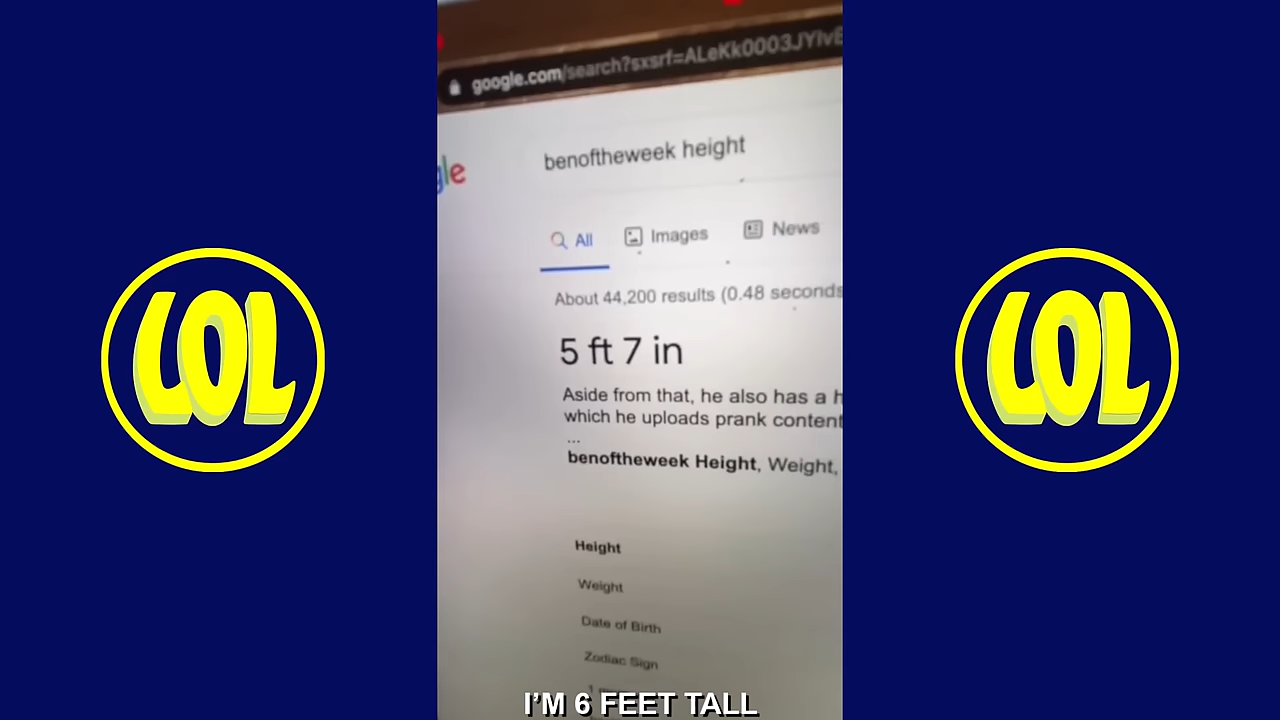 google.com/search?sxsrf=ALeKk0003JYIvE
gle
benoftheweek height
All Images News
About 44,200 results (0.48 seconds
5 ft 7 in
Aside from that, he also has a h
which he uploads prank content
...
benoftheweek Height, Weight,
Height
Weight
Date of Birth
Zodiac Sign
I'M 6 FEET TALL
LOL
LOL